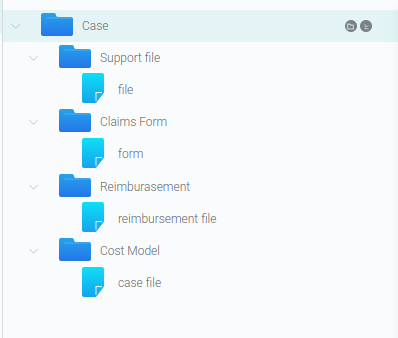 Case
Support file
file
Claims Form
form
Reimburasement
reimbursement file
Cost Model
case file